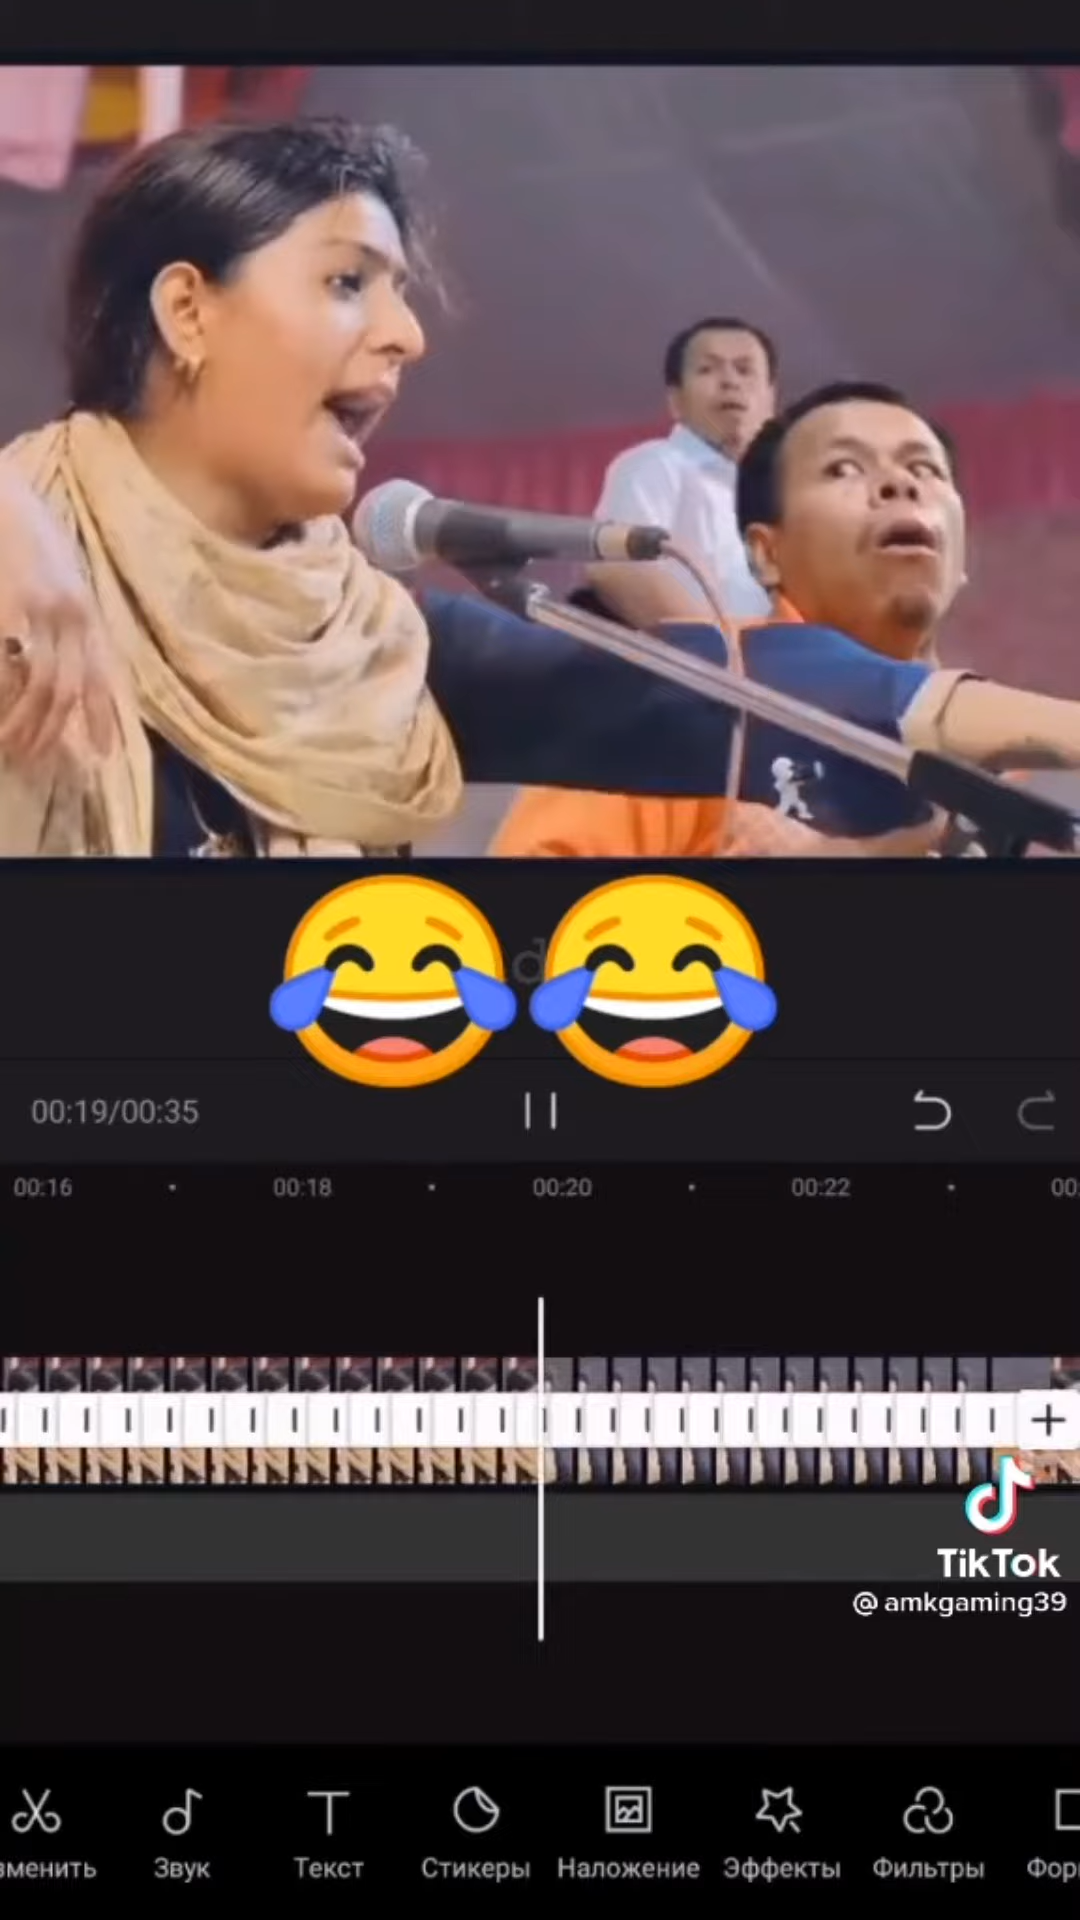 00:19/00:35
00:16 00:18 00:20 00:22 00:
TikTok
@amkgaming39
зменить Звук Текст Стикеры Наложение Эффекты Фильтры Фор